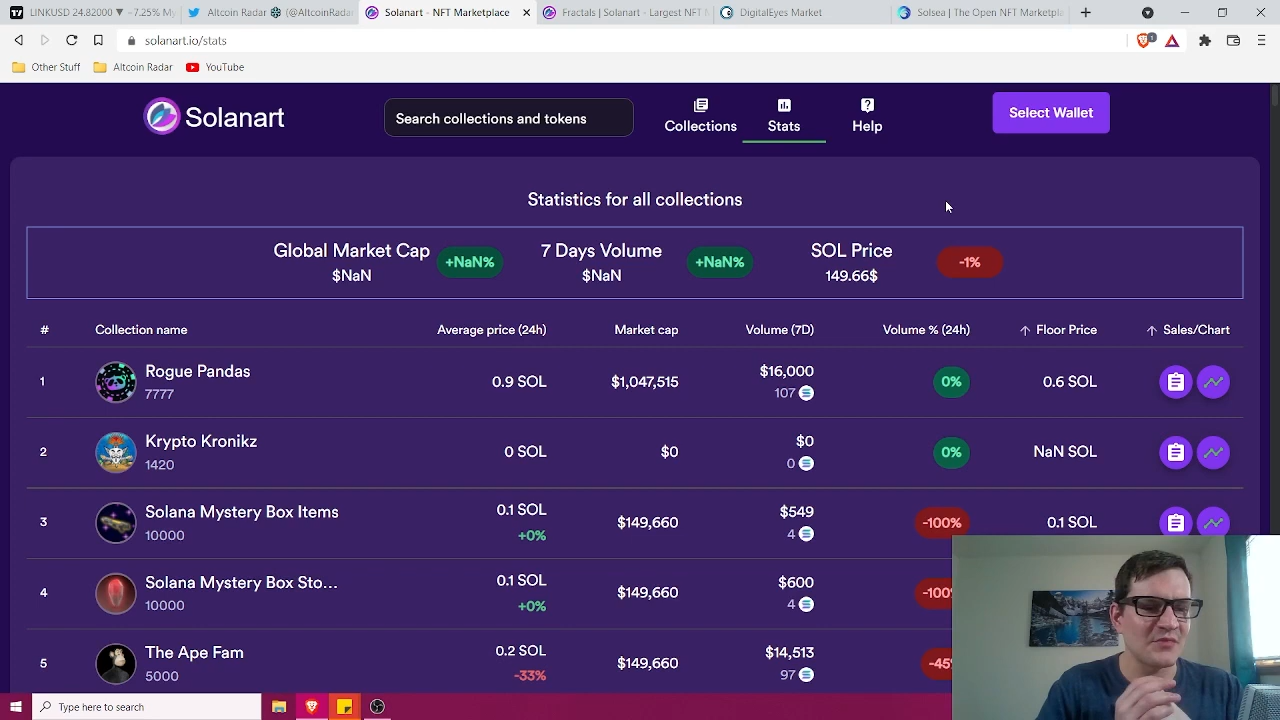 LINKUSD 24.82000 ▼ −7.25% My
Altcoin Radar (@AltcoinRadar
Solanart - NFT Marketplace
Fractals | Solanart - Largest NFT M
DigitalEyes Market
Solsea | The Open NFT Marketpla
solanart.io/stats
1
Other Stuff
Altcoin Radar
YouTube
Solanart
Search collections and tokens
Collections
Stats
Help
Select Wallet
Statistics for all collections
Global Market Cap
$NaN
+NaN%
7 Days Volume
$NaN
+NaN%
SOL Price
149.66$
-1%
# Collection name Average price (24h) Market cap Volume (7D) Volume % (24h) ↑ Floor Price ↑ Sales/Chart
1 Rogue Pandas 7777 0.9 SOL $1,047,515 $16,000 107 0% 0.6 SOL
2 Krypto Kronikz 1420 0 SOL $0 $0 0 0% NaN SOL
3 Solana Mystery Box Items 10000 0.1 SOL +0% $149,660 $549 4 -100% 0.1 SOL
4 Solana Mystery Box Sto... 10000 0.1 SOL +0% $149,660 $600 4 -100
5 The Ape Fam 5000 0.2 SOL -33% $149,660 $14,513 97 -45
Type here to search